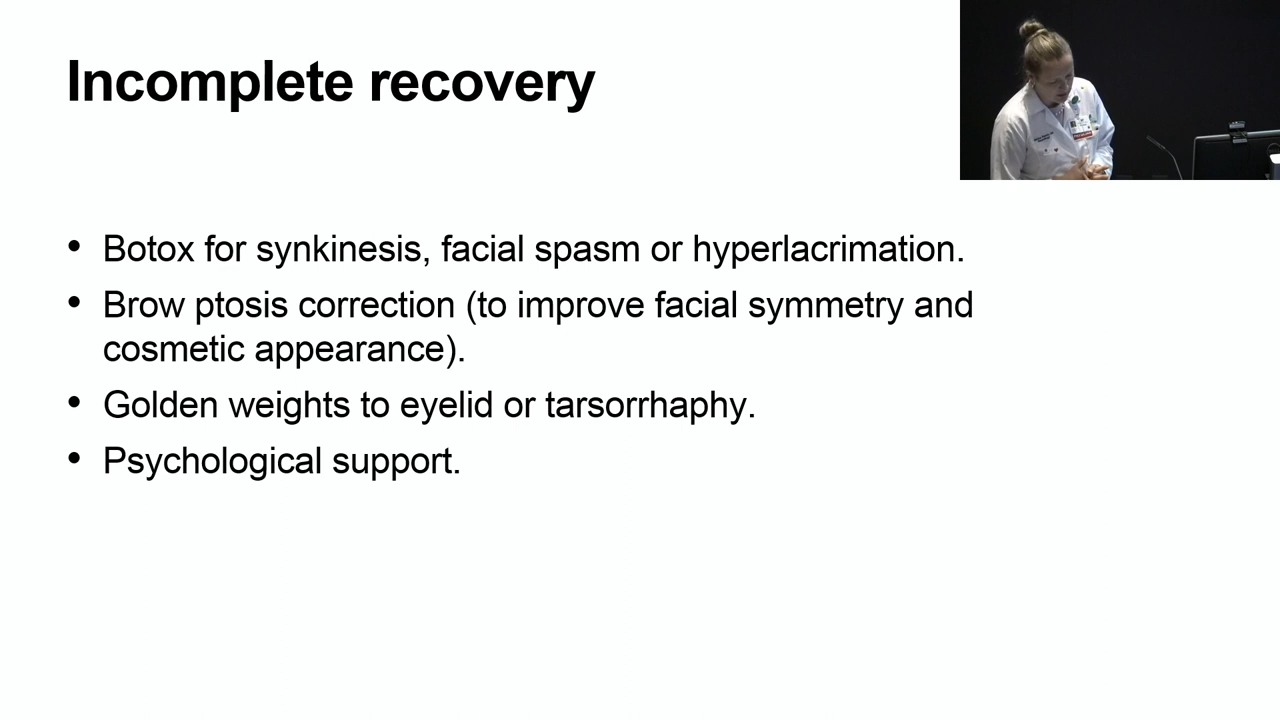 Incomplete recovery
• Botox for synkinesis, facial spasm or hyperlacrimation.
• Brow ptosis correction (to improve facial symmetry and
cosmetic appearance).
• Golden weights to eyelid or tarsorrhaphy.
• Psychological support.